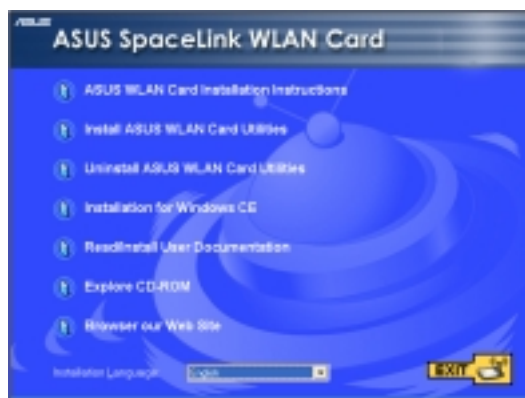 ASUS
ASUS SpaceLink WLAN Card
ASUS WLAN Card Installation Instructions
Install ASUS WLAN Card Utilities
Uninstall ASUS WLAN Card Utilities
Installation for Windows CE
Read/Install User Documentation
Explore CD-ROM
Browser our Web Site
Installation Language: English
EXIT